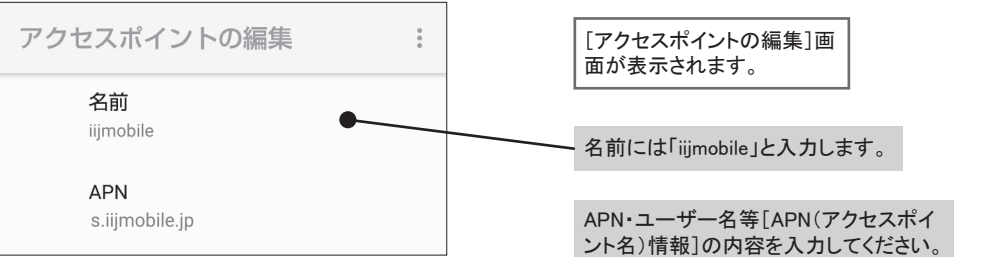 アクセスポイントの編集
名前
iijmobile
APN
s.iijmobile.jp
[アクセスポイントの編集]画
面が表示されます。
名前には「iijmobile」と入力します。
APN・ユーザー名等[APN(アクセスポイ
ント名)情報]の内容を入力してください。